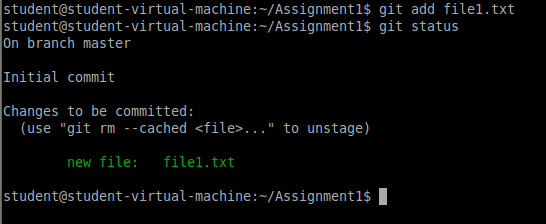 student@student-virtual-machine:~/Assignment1$ git add file1.txt
student@student-virtual-machine:~/Assignment1$ git status
On branch master
Initial commit
Changes to be committed:
  (use "git rm --cached <file>..." to unstage)
        new file:   file1.txt
student@student-virtual-machine:~/Assignment1$